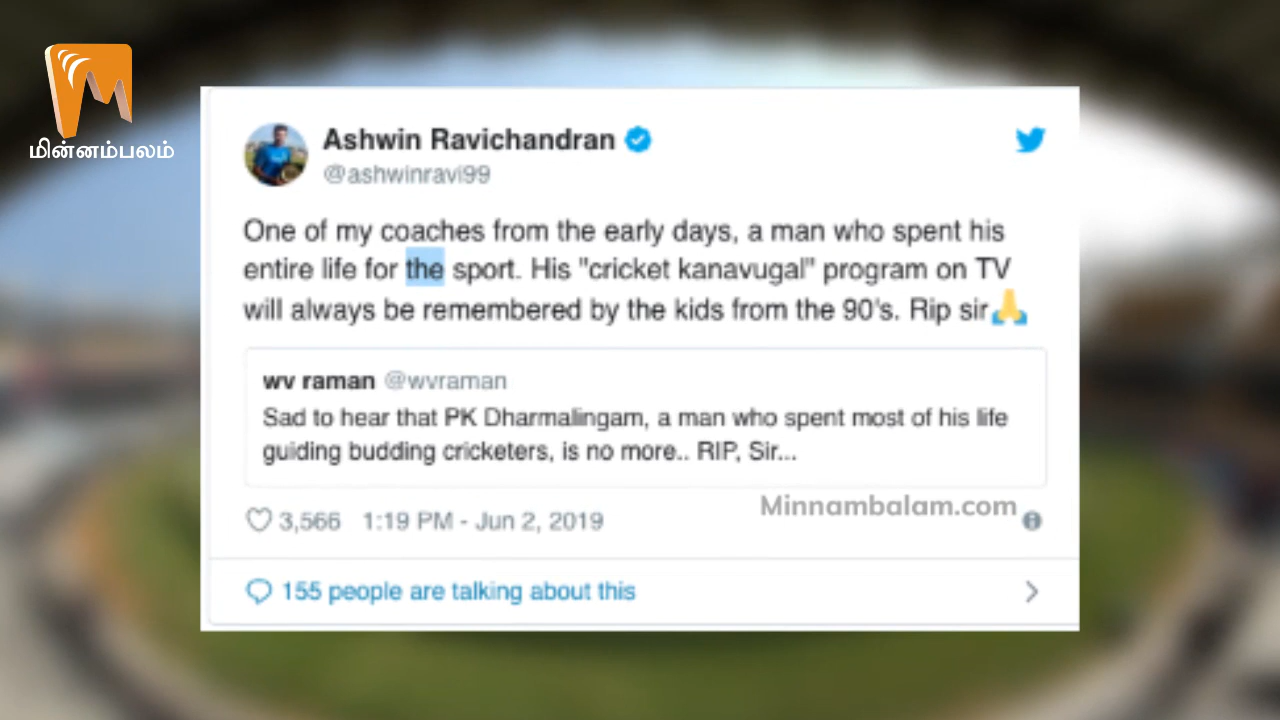 மின்னம்பலம்
Ashwin Ravichandran
@ashwinravi99
One of my coaches from the early days, a man who spent his
entire life for the sport. His "cricket kanavugal" program on TV
will always be remembered by the kids from the 90's. Rip sir🙏
wv raman @wvraman
Sad to hear that PK Dharmalingam, a man who spent most of his life
guiding budding cricketers, is no more.. RIP, Sir...
Minnambalam.com
3,566 1:19 PM - Jun 2, 2019
155 people are talking about this